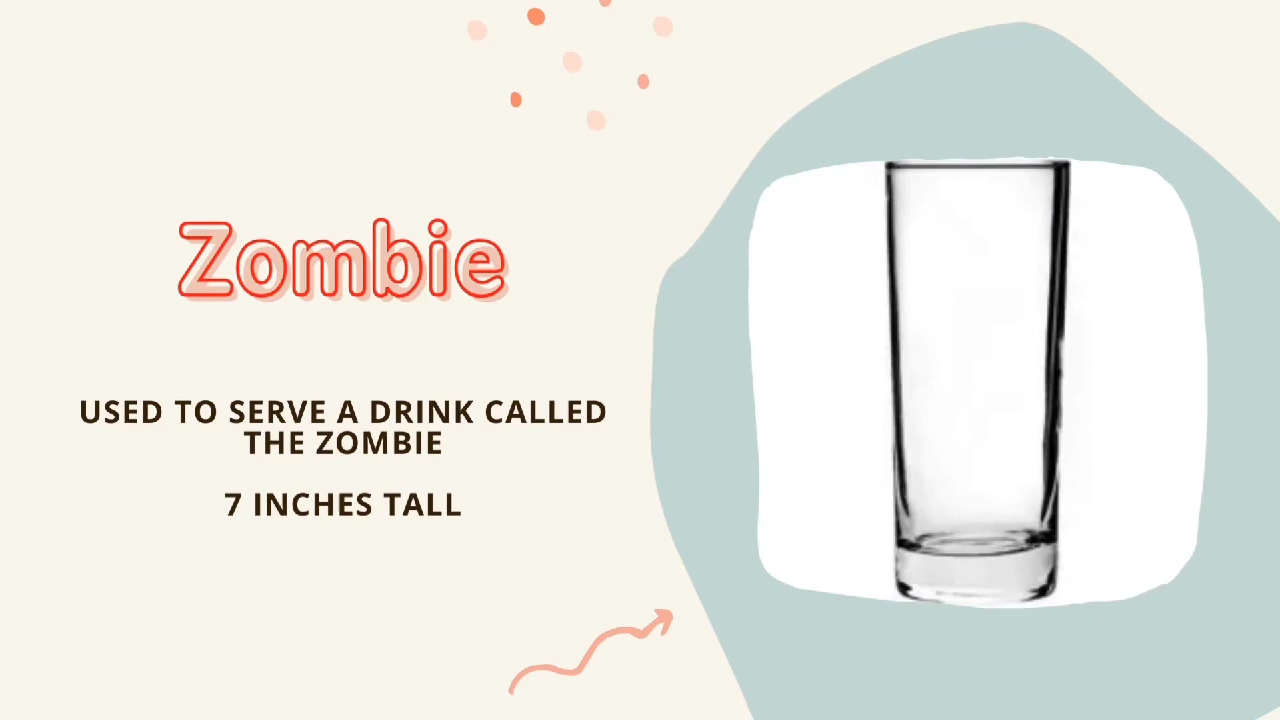 Zombie
USED TO SERVE A DRINK CALLED
THE ZOMBIE
7 INCHES TALL